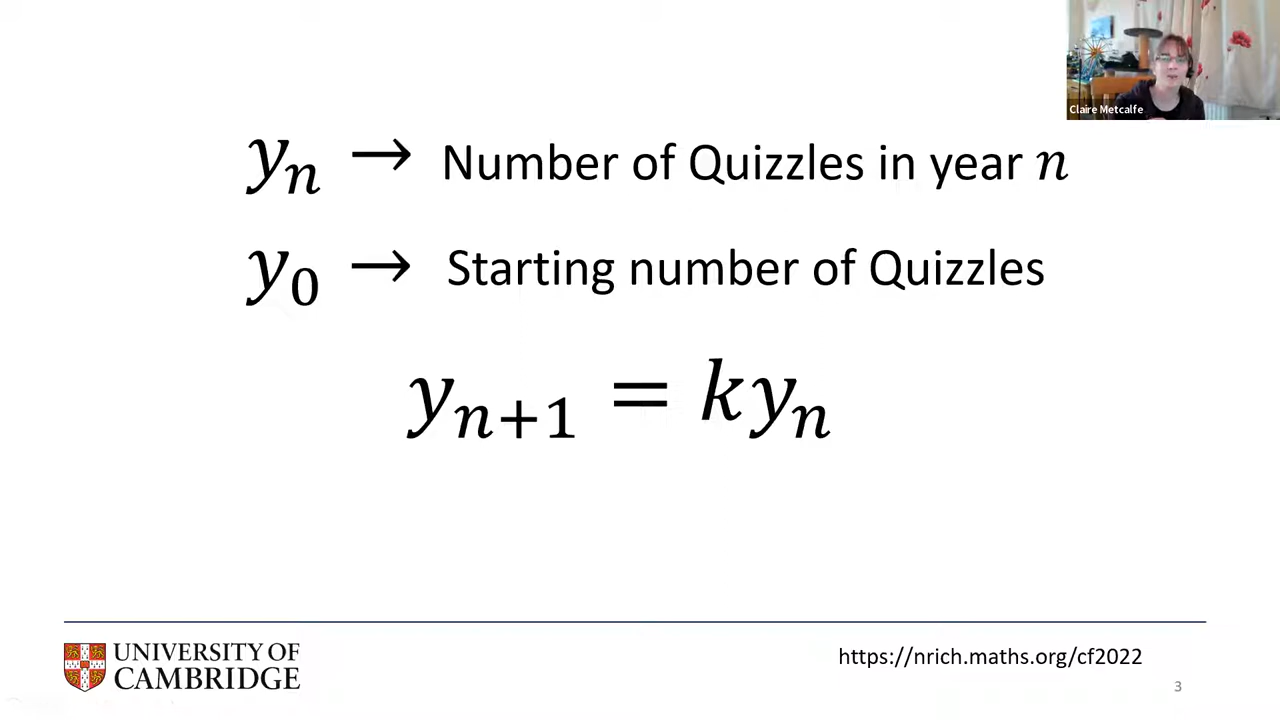 Claire Metcalfe
yₙ → Number of Quizzles in year n
y₀ → Starting number of Quizzles
yₙ₊₁ = kyₙ
UNIVERSITY OF
CAMBRIDGE
https://nrich.maths.org/cf2022
3